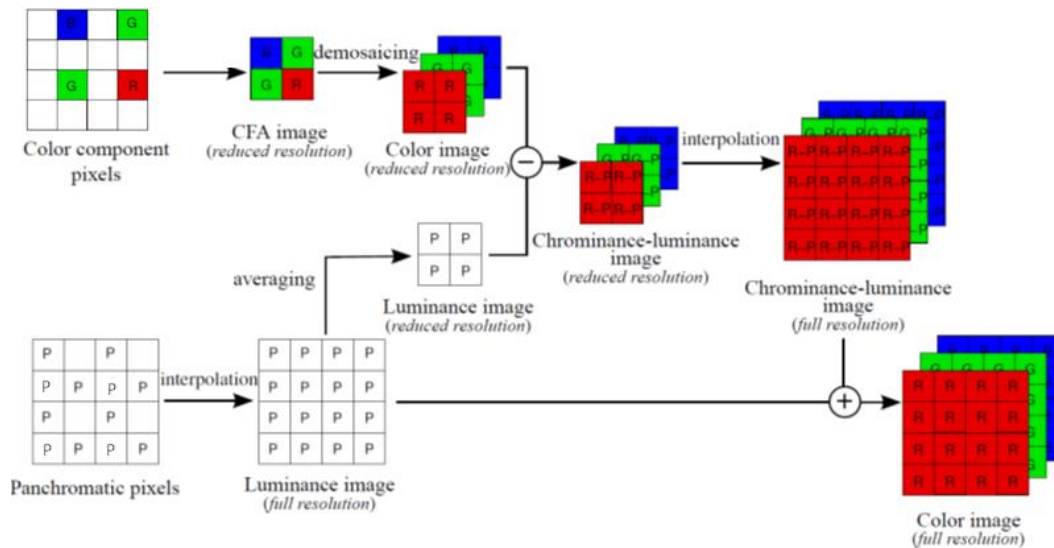 B G
G R
Color component
pixels
B G
G R
CFA image
(reduced resolution)
demosaicing
G G
G
R R
R R
Color image
(reduced resolution)
−
G-P G-P
R-P R-P
R-P R-P
Chrominance-luminance
image
(reduced resolution)
interpolation
G-P G-P G-P G-P
R-P R-P R-P R-P
R-P R-P R-P R-P
R-P R-P R-P R-P
R-P R-P R-P R-P
Chrominance-luminance
image
(full resolution)
averaging
P P
P P
Luminance image
(reduced resolution)
P P
P P P P
P P
P P P P
Panchromatic pixels
interpolation
P P P P
P P P P
P P P P
P P P P
Luminance image
(full resolution)
+
G G G G
G
G
G
R R R R
R R R R
R R R R
R R R R
Color image
(full resolution)